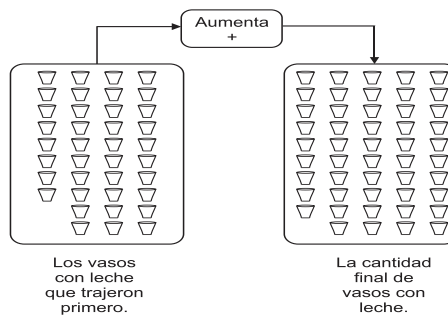 Aumenta
+
Los vasos
con leche
que trajeron
primero.
La cantidad
final de
vasos con
leche.